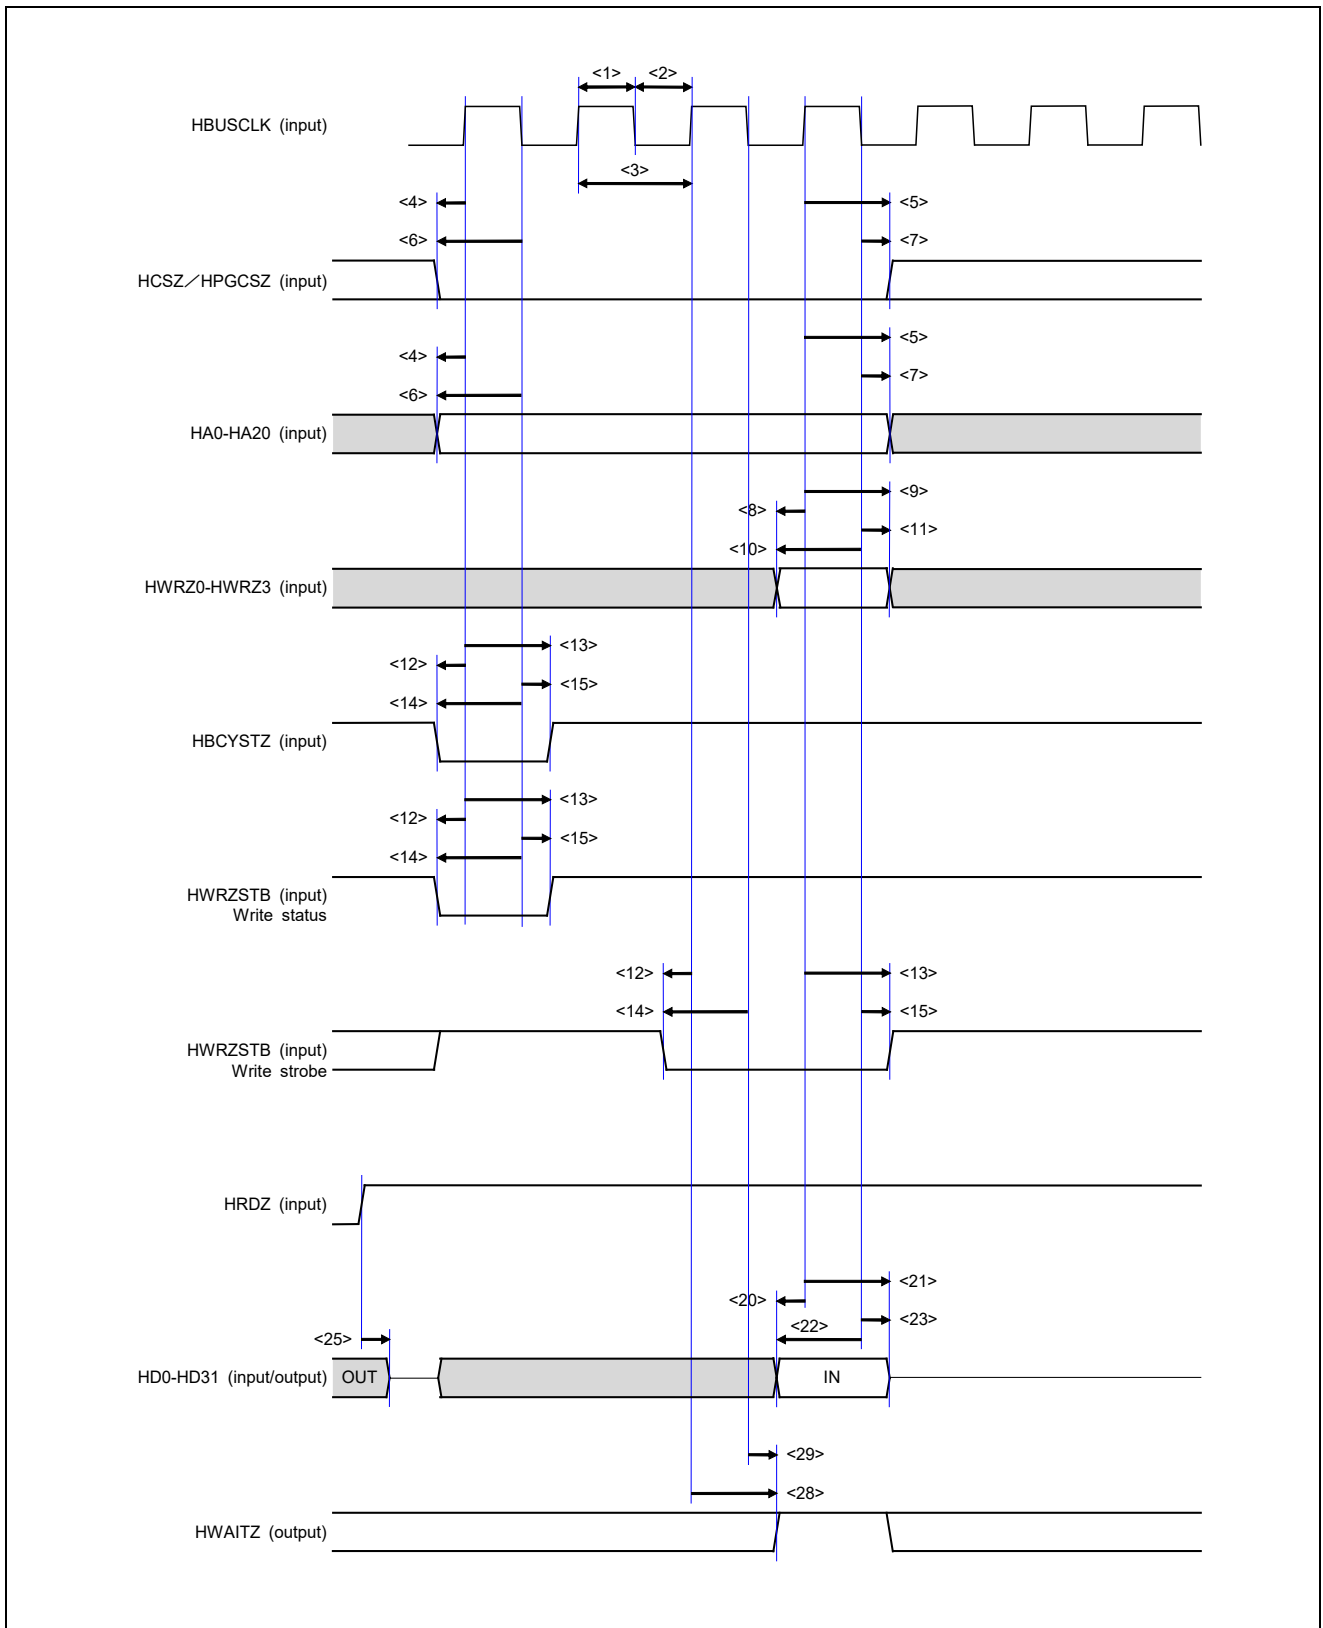 <1> <2>
HBUSCLK (input)
<3>
<4> <5>
<6> <7>
HCSZ／HPGCSZ (input)
<5>
<4>
<7>
<6>
HA0-HA20 (input)
<9>
<8>
<11>
<10>
HWRZ0-HWRZ3 (input)
<13>
<12>
<15>
<14>
HBCYSTZ (input)
<13>
<12>
<15>
<14>
HWRZSTB (input)
Write status
<12> <13>
<14> <15>
HWRZSTB (input)
Write strobe
HRDZ (input)
<21>
<20>
<23>
<22>
<25>
HD0-HD31 (input/output) OUT IN
<29>
<28>
HWAITZ (output)